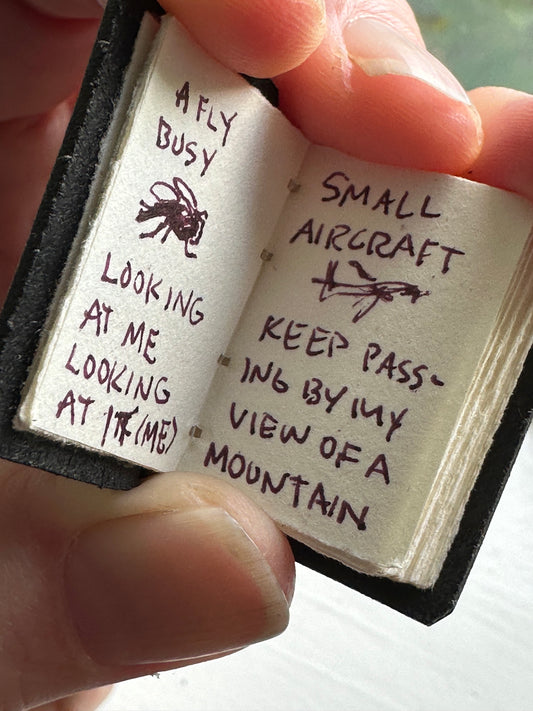 A FLY
BUSY
LOOKING
AT ME
LOOKING
AT IT (ME)
SMALL
AIRCRAFT
KEEP PASS-
ING BY MY
VIEW OF A
MOUNTAIN